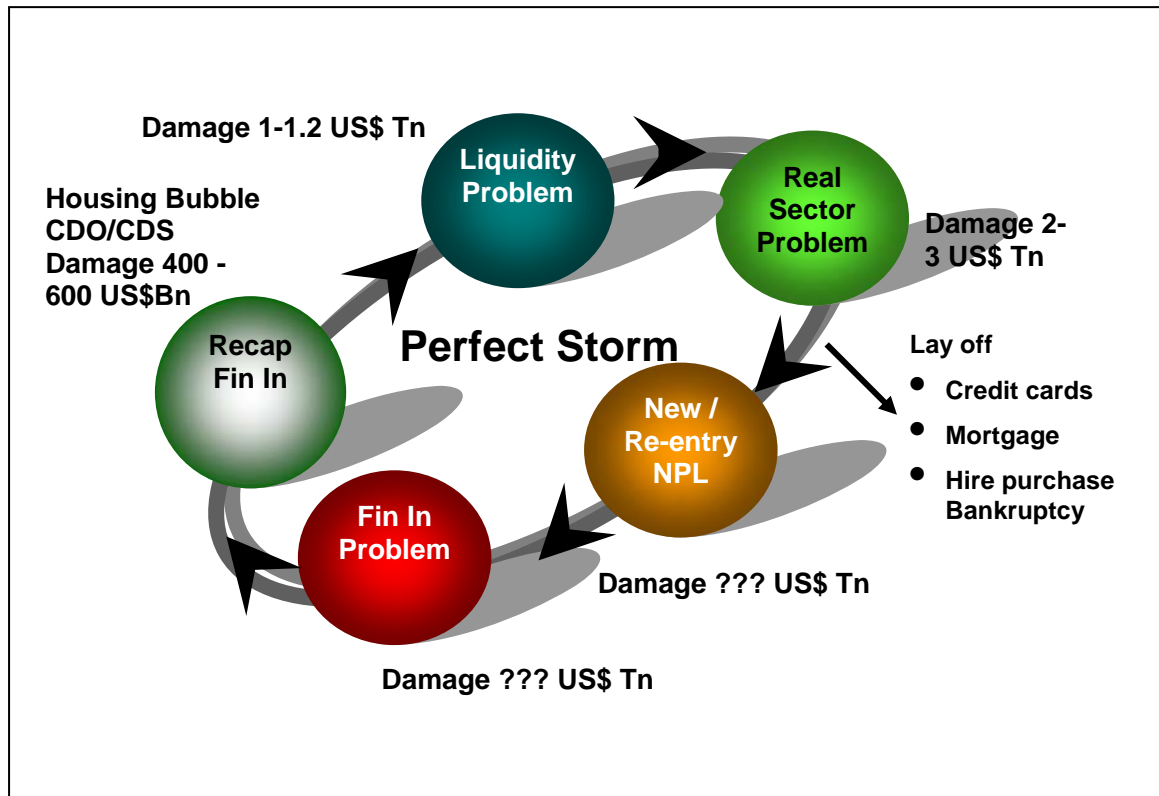 Damage 1-1.2 US$ Tn
Liquidity
Problem
Real
Sector
Problem
Housing Bubble
CDO/CDS
Damage 400 -
600 US$Bn
Damage 2-
3 US$ Tn
Recap
Fin In
Perfect Storm
Lay off
• Credit cards
• Mortgage
• Hire purchase
Bankruptcy
New /
Re-entry
NPL
Fin In
Problem
Damage ??? US$ Tn
Damage ??? US$ Tn